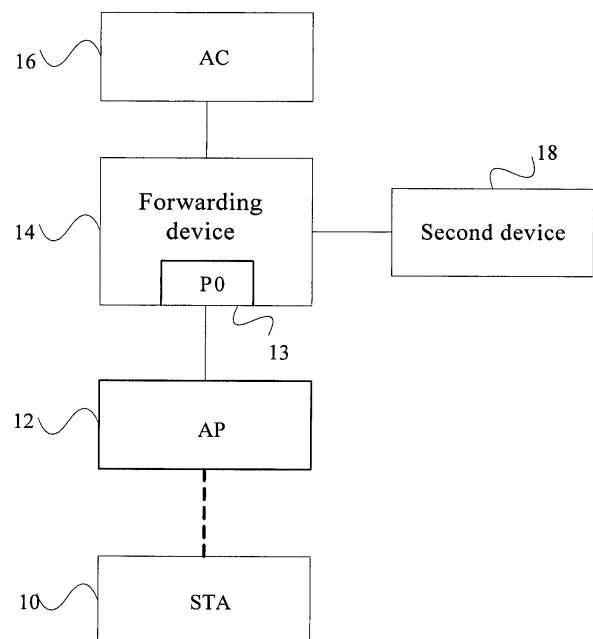 16
AC
18
Forwarding
device
14
Second device
P0
13
12
AP
10
STA